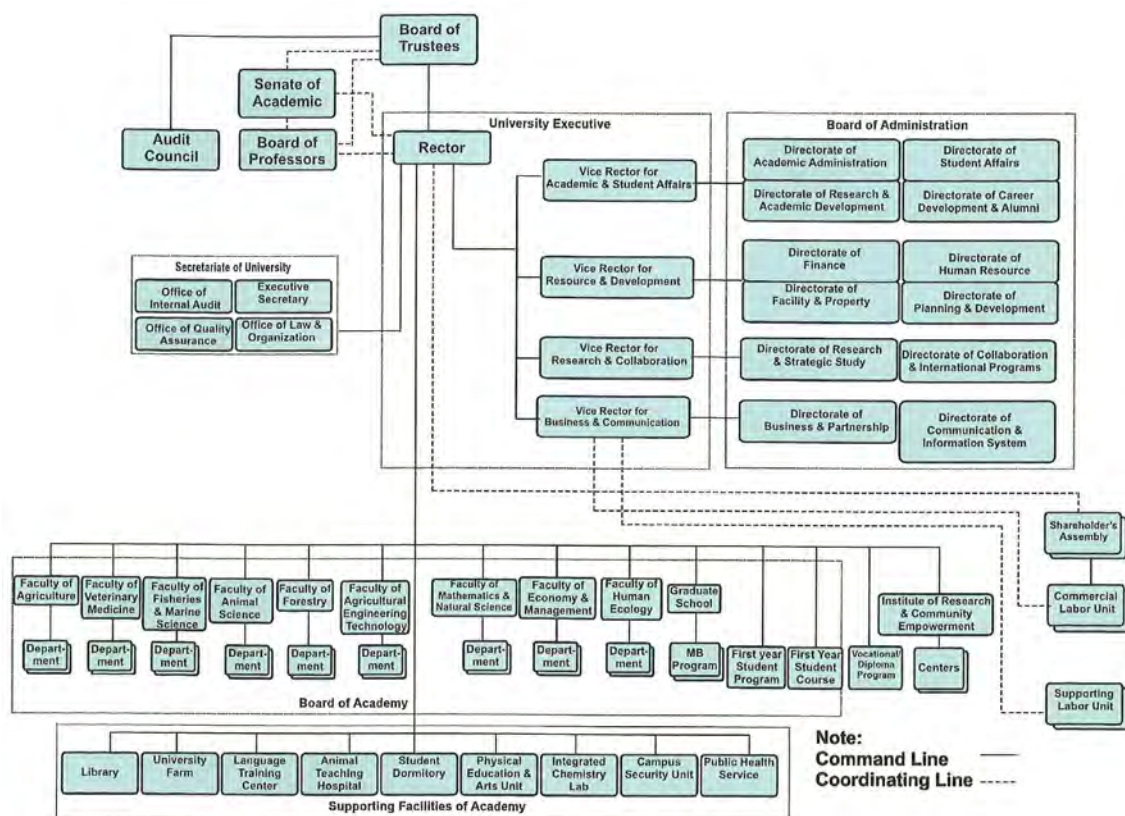 Board of
Trustees
Senate of
Academic
Audit
Council
Board of
Professors
Rector
University Executive
Vice Rector for
Academic & Student Affairs
Vice Rector for
Resource & Development
Vice Rector for
Research & Collaboration
Vice Rector for
Business & Communication
Board of Administration
Directorate of
Academic Administration
Directorate of
Student Affairs
Directorate of Research &
Academic Development
Directorate of Career
Development & Alumni
Directorate of
Finance
Directorate of
Human Resource
Directorate of
Facility & Property
Directorate of
Planning & Development
Directorate of Research
& Strategic Study
Directorate of Collaboration
& International Programs
Directorate of
Business & Partnership
Directorate of
Communication &
Information System
Secretariate of University
Office of
Internal Audit
Executive
Secretary
Office of Quality
Assurance
Office of Law &
Organization
Shareholder's
Assembly
Commercial
Labor Unit
Supporting
Labor Unit
Faculty of
Agriculture
Faculty of
Veterinary
Medicine
Faculty of
Fisheries
& Marine
Science
Faculty of
Animal
Science
Faculty of
Forestry
Faculty of
Agricultural
Engineering
Technology
Faculty of
Mathematics &
Natural Science
Faculty of
Economy &
Management
Faculty of
Human
Ecology
Graduate
School
Institute of Research
& Community
Empowerment
Depart-
ment
Depart-
ment
Depart-
ment
Depart-
ment
Depart-
ment
Depart-
ment
Depart-
ment
Depart-
ment
Depart-
ment
MB
Program
First year
Student
Program
First Year
Student
Course
Vocational/
Diploma
Program
Centers
Board of Academy
Library
University
Farm
Language
Training
Center
Animal
Teaching
Hospital
Student
Dormitory
Physical
Education &
Arts Unit
Integrated
Chemistry
Lab
Campus
Security Unit
Public Health
Service
Supporting Facilities of Academy
Note:
Command Line
Coordinating Line